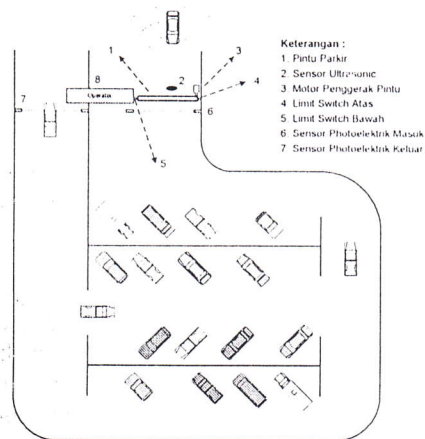 Keterangan :
1. Pintu Parkir
2. Sensor Ultrasonic
3 Motor Penggerak Pintu
4 Limit Switch Atas
5. Limit Switch Bawah
6 Sensor Photoelektrik Masuk
7 Sensor Photoelektrik Keluar
1
2
3
4
8
Operator
7
6
5